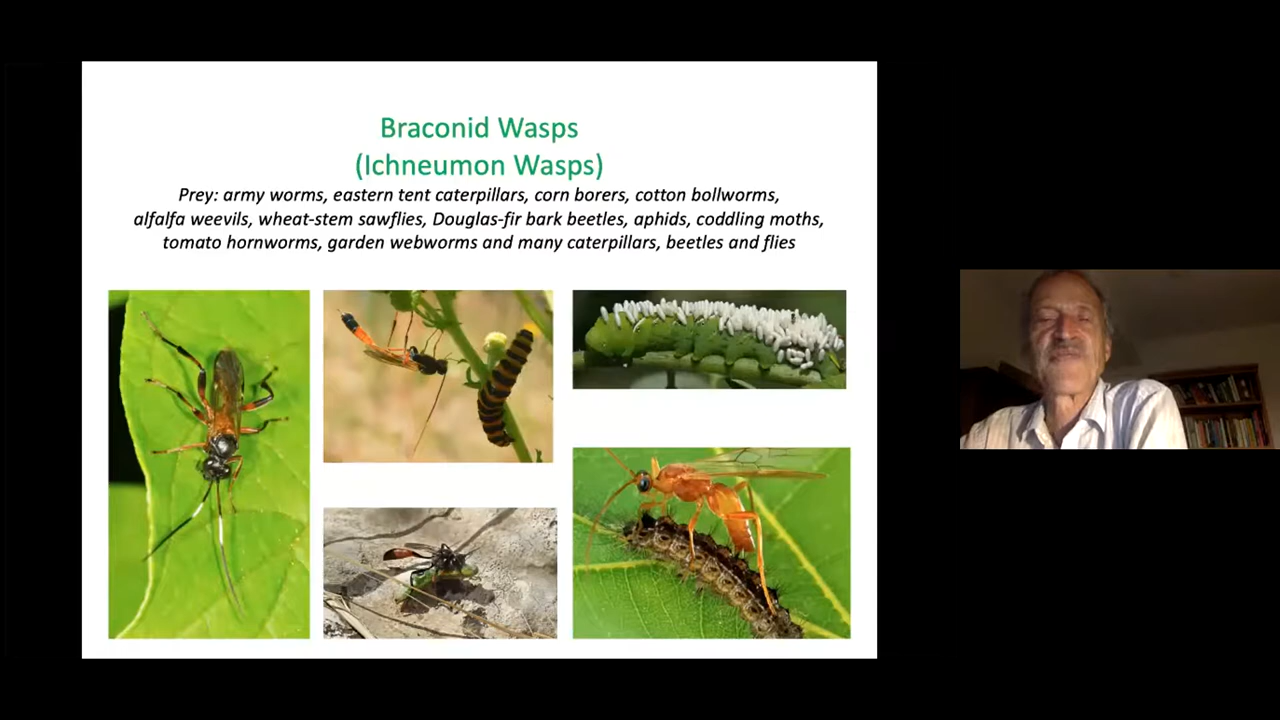 Braconid Wasps
(Ichneumon Wasps)
Prey: army worms, eastern tent caterpillars, corn borers, cotton bollworms,
alfalfa weevils, wheat-stem sawflies, Douglas-fir bark beetles, aphids, coddling moths,
tomato hornworms, garden webworms and many caterpillars, beetles and flies